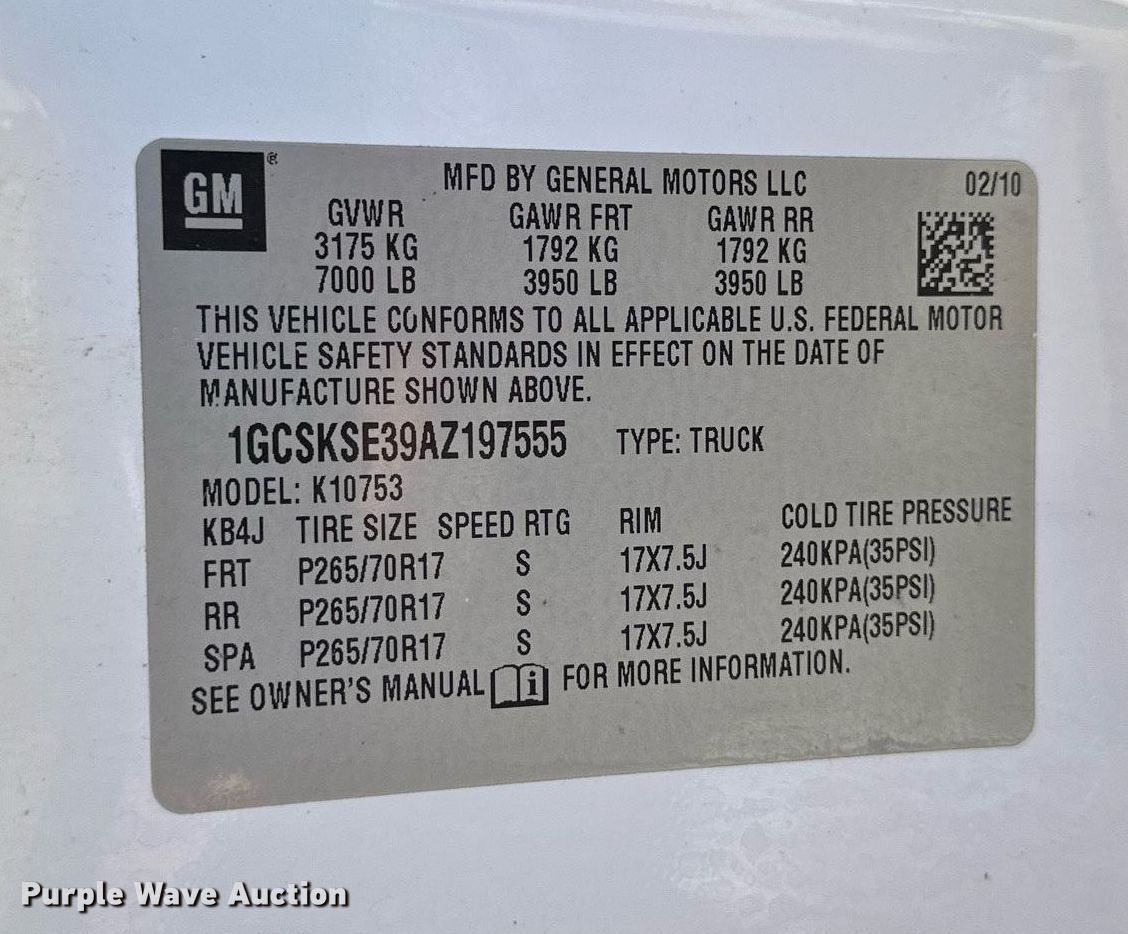 GM ®
MFD BY GENERAL MOTORS LLC 02/10
GVWR GAWR FRT GAWR RR
3175 KG 1792 KG 1792 KG
7000 LB 3950 LB 3950 LB
THIS VEHICLE CONFORMS TO ALL APPLICABLE U.S. FEDERAL MOTOR
VEHICLE SAFETY STANDARDS IN EFFECT ON THE DATE OF
MANUFACTURE SHOWN ABOVE.
1GCSKSE39AZ197555 TYPE: TRUCK
MODEL: K10753
KB4J TIRE SIZE SPEED RTG RIM COLD TIRE PRESSURE
FRT P265/70R17 S 17X7.5J 240KPA(35PSI)
RR P265/70R17 S 17X7.5J 240KPA(35PSI)
SPA P265/70R17 S 17X7.5J 240KPA(35PSI)
SEE OWNER'S MANUAL i FOR MORE INFORMATION.
Purple Wave Auction